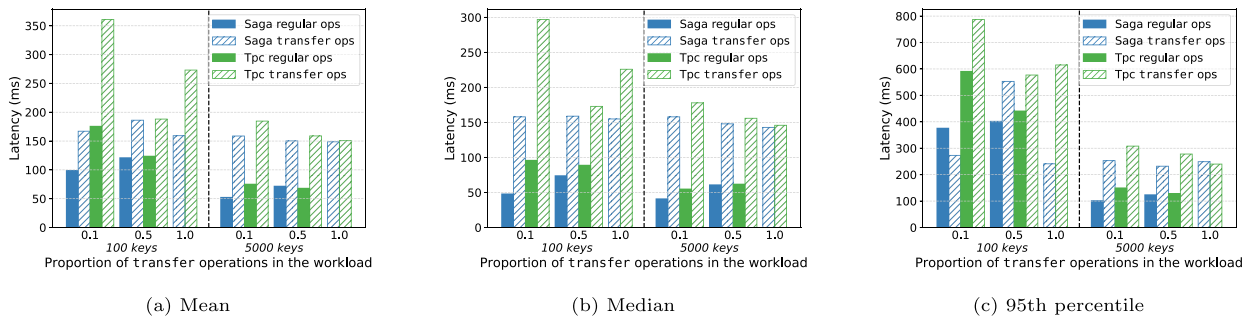 350
300
250
200
150
100
50
0
Latency (ms)
Saga regular ops
Saga transfer ops
Tpc regular ops
Tpc transfer ops
0.1 0.5 1.0 0.1 0.5 1.0
100 keys 5000 keys
Proportion of transfer operations in the workload
(a) Mean
300
250
200
150
100
50
0
Latency (ms)
Saga regular ops
Saga transfer ops
Tpc regular ops
Tpc transfer ops
0.1 0.5 1.0 0.1 0.5 1.0
100 keys 5000 keys
Proportion of transfer operations in the workload
(b) Median
800
700
600
500
400
300
200
100
0
Latency (ms)
Saga regular ops
Saga transfer ops
Tpc regular ops
Tpc transfer ops
0.1 0.5 1.0 0.1 0.5 1.0
100 keys 5000 keys
Proportion of transfer operations in the workload
(c) 95th percentile